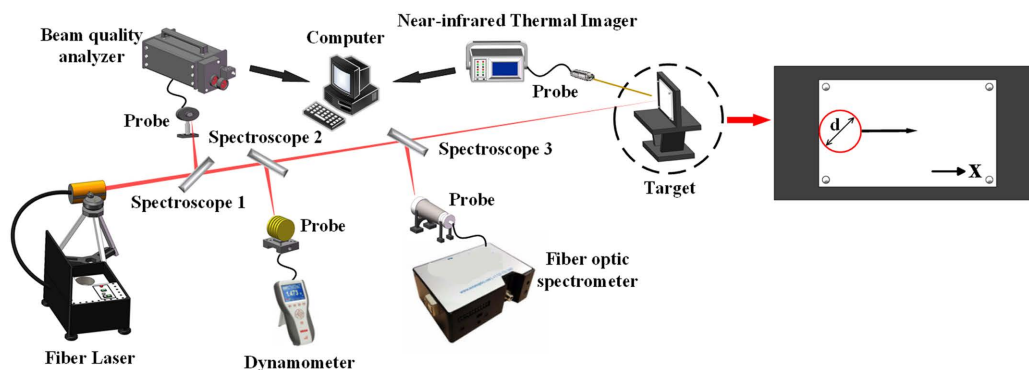 Beam quality
analyzer
Computer
Near-infrared Thermal Imager
Probe
Probe
Spectroscope 2
Spectroscope 3
Spectroscope 1
Probe
Probe
Target
d
X
Fiber optic
spectrometer
Fiber Laser
Dynamometer